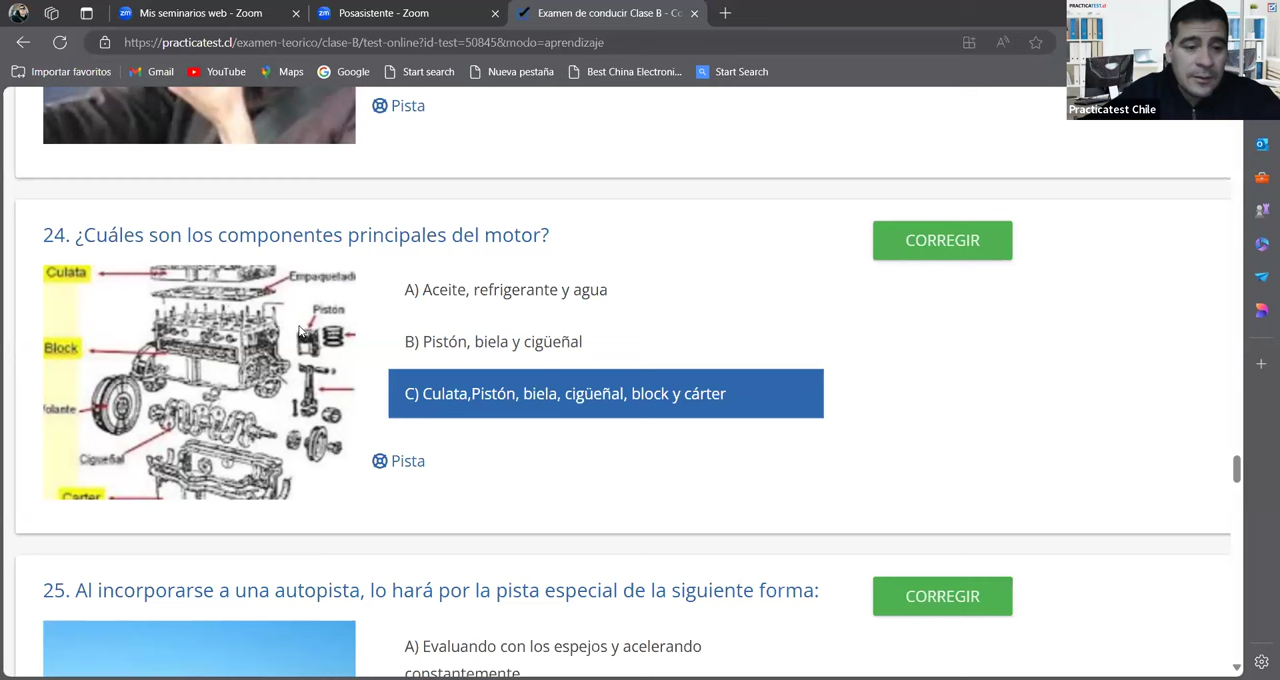 Mis seminarios web - Zoom
Posasistente - Zoom
Examen de conducir Clase B - Co
PRACTICATEST.cl
https://practicatest.cl/examen-teorico/clase-B/test-online?id-test=50845&modo=aprendizaje
Importar favoritos
Gmail
YouTube
Maps
Google
Start search
Nueva pestaña
Best China Electroni...
Start Search
Practicatest Chile
Pista
24. ¿Cuáles son los componentes principales del motor?
CORREGIR
Culata
Empaquetad
Pistón
Block
Volante
Cigueñal
Carter
A) Aceite, refrigerante y agua
B) Pistón, biela y cigüeñal
C) Culata,Pistón, biela, cigüeñal, block y cárter
Pista
25. Al incorporarse a una autopista, lo hará por la pista especial de la siguiente forma:
CORREGIR
A) Evaluando con los espejos y acelerando
constantemente